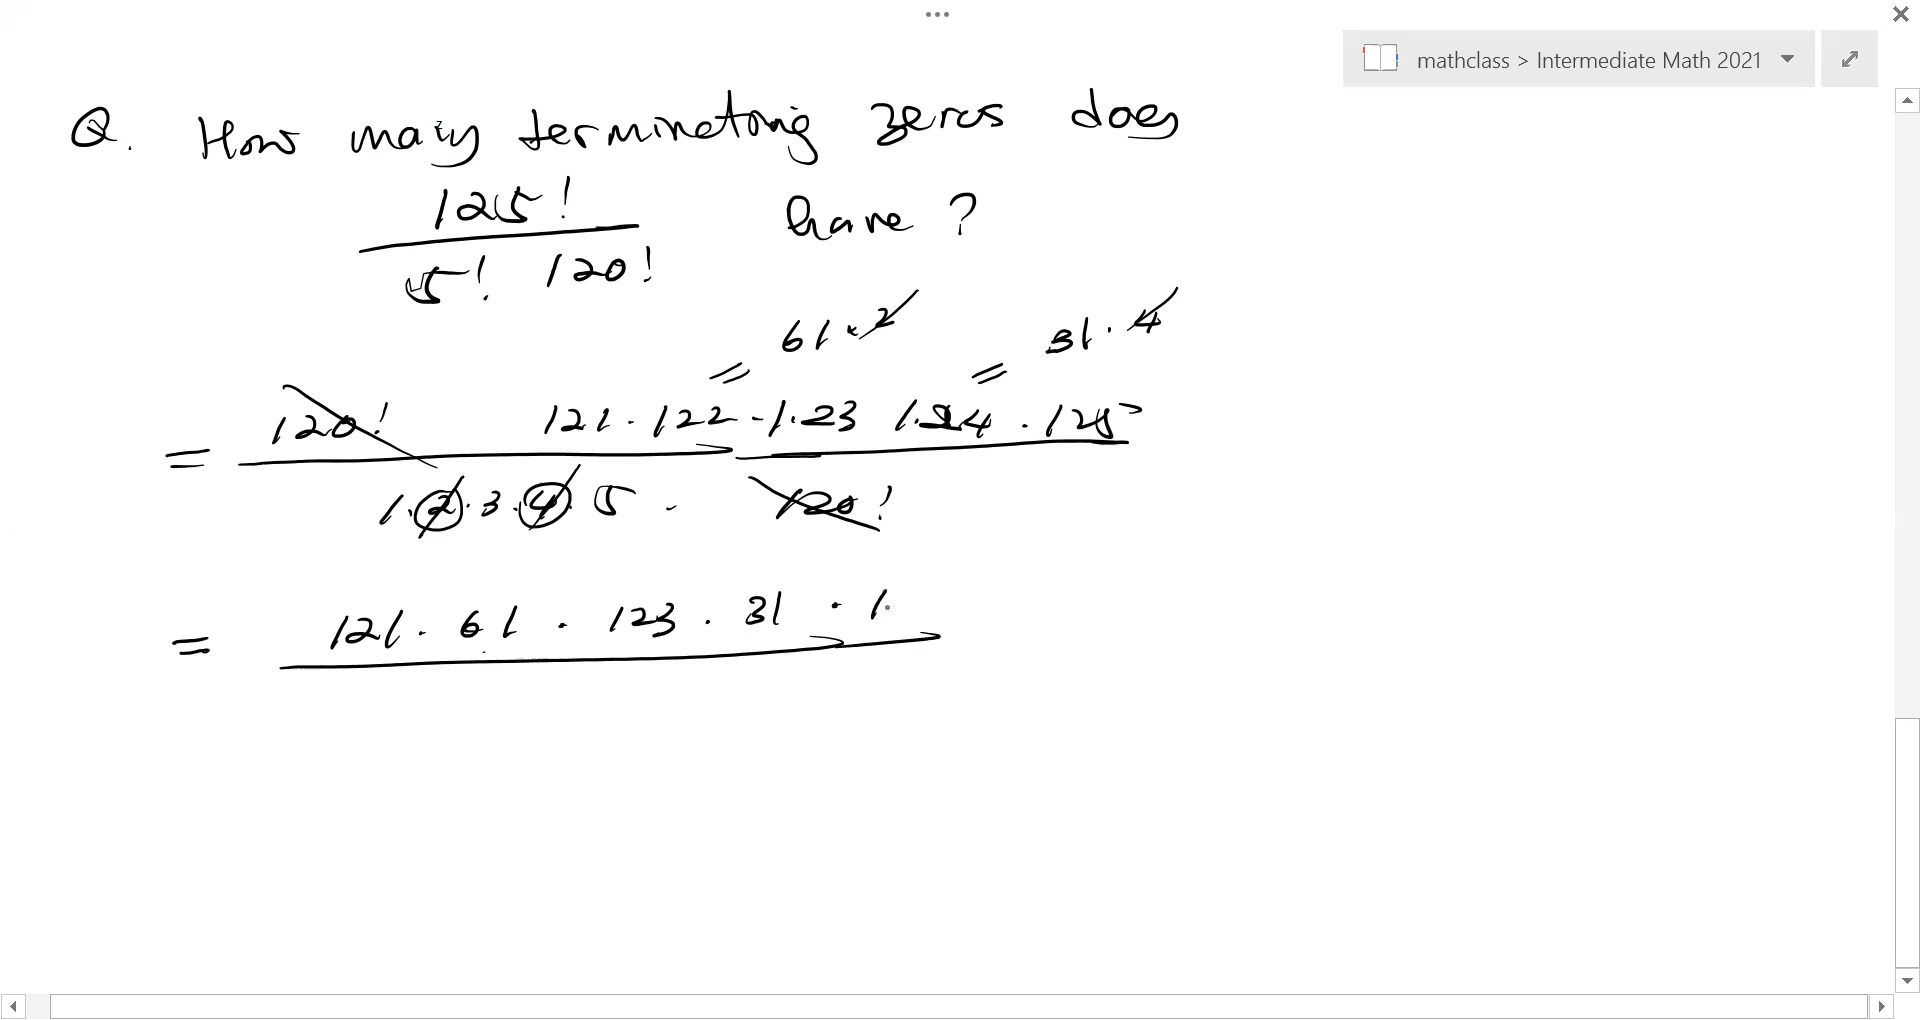 mathclass > Intermediate Math 2021
Q. How many terminating zeros does
125! / 5! 120! have ?
= 61 · 2 = 31 · 4
= 120! 121 · 122 · 123 124 · 125 / 1 · 2 · 3 · 4 · 5 · 120!
= 121 · 61 · 123 · 31 · 1